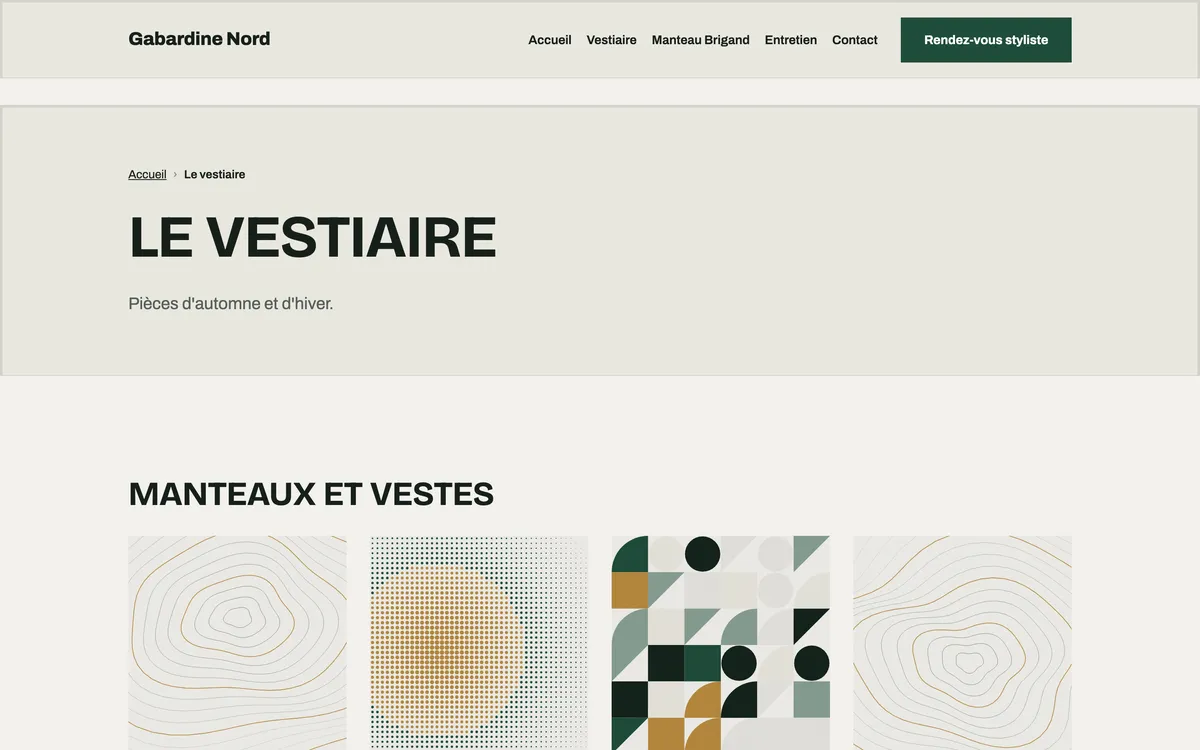 Gabardine Nord
Accueil Vestiaire Manteau Brigand Entretien Contact Rendez-vous styliste
Accueil › Le vestiaire
LE VESTIAIRE
Pièces d'automne et d'hiver.
MANTEAUX ET VESTES